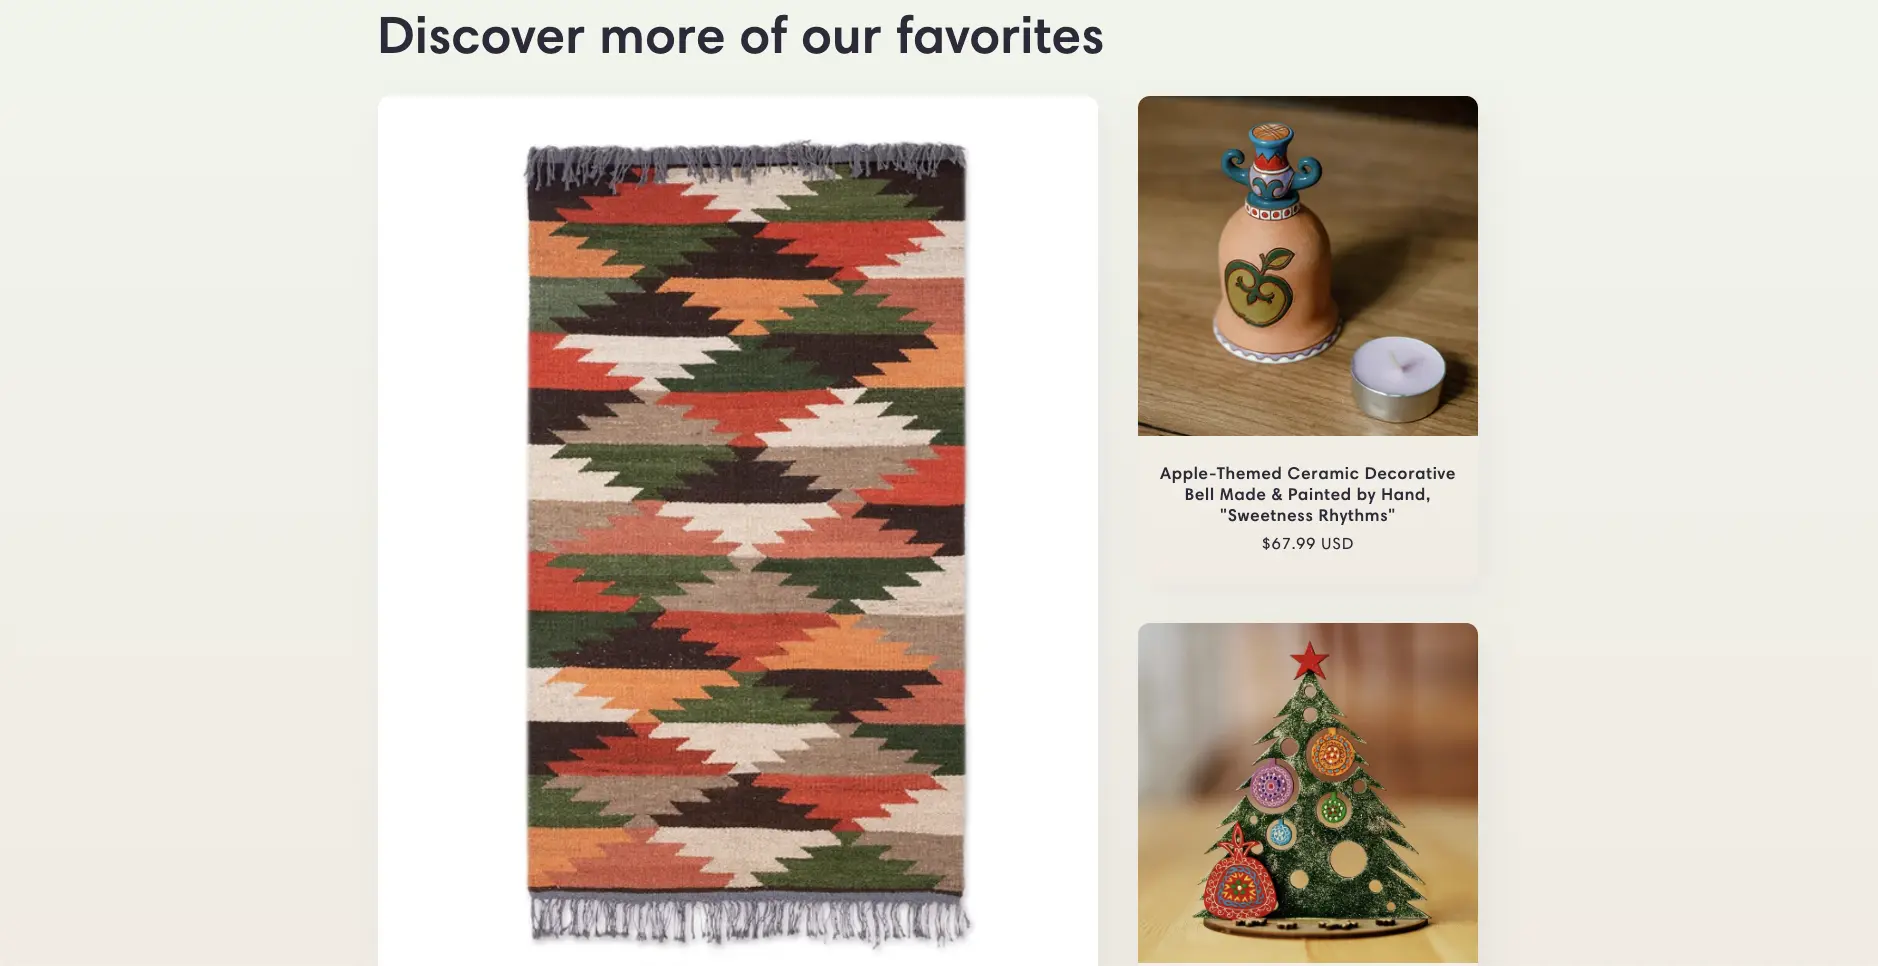 Discover more of our favorites
Apple-Themed Ceramic Decorative
Bell Made & Painted by Hand,
"Sweetness Rhythms"
$67.99 USD